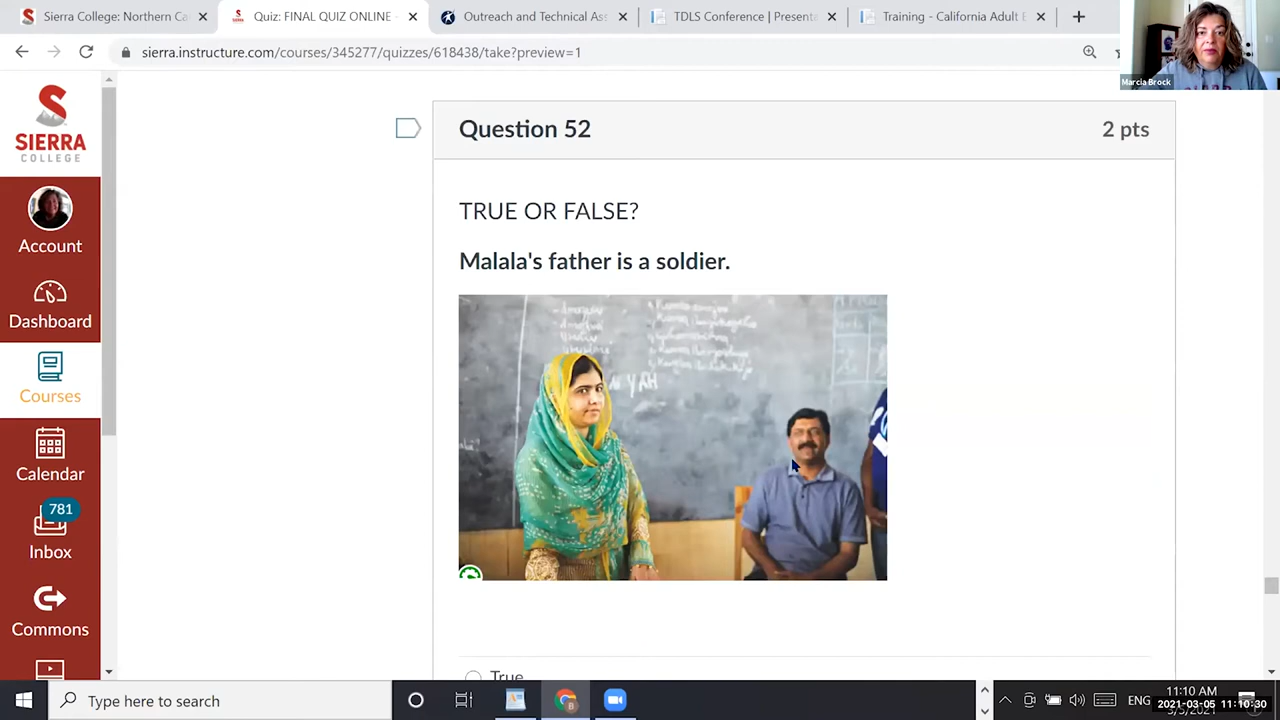 Sierra College: Northern Ca
Quiz: FINAL QUIZ ONLINE -
Outreach and Technical Ass
TDLS Conference | Presenta
Training - California Adult E
sierra.instructure.com/courses/345277/quizzes/618438/take?preview=1
Marcia Brock
SIERRA
COLLEGE
Account
Dashboard
Courses
Calendar
781
Inbox
Commons
Question 52
2 pts
TRUE OR FALSE?
Malala's father is a soldier.
True
Type here to search
ENG
11:10 AM
2021-03-05 11:10:30